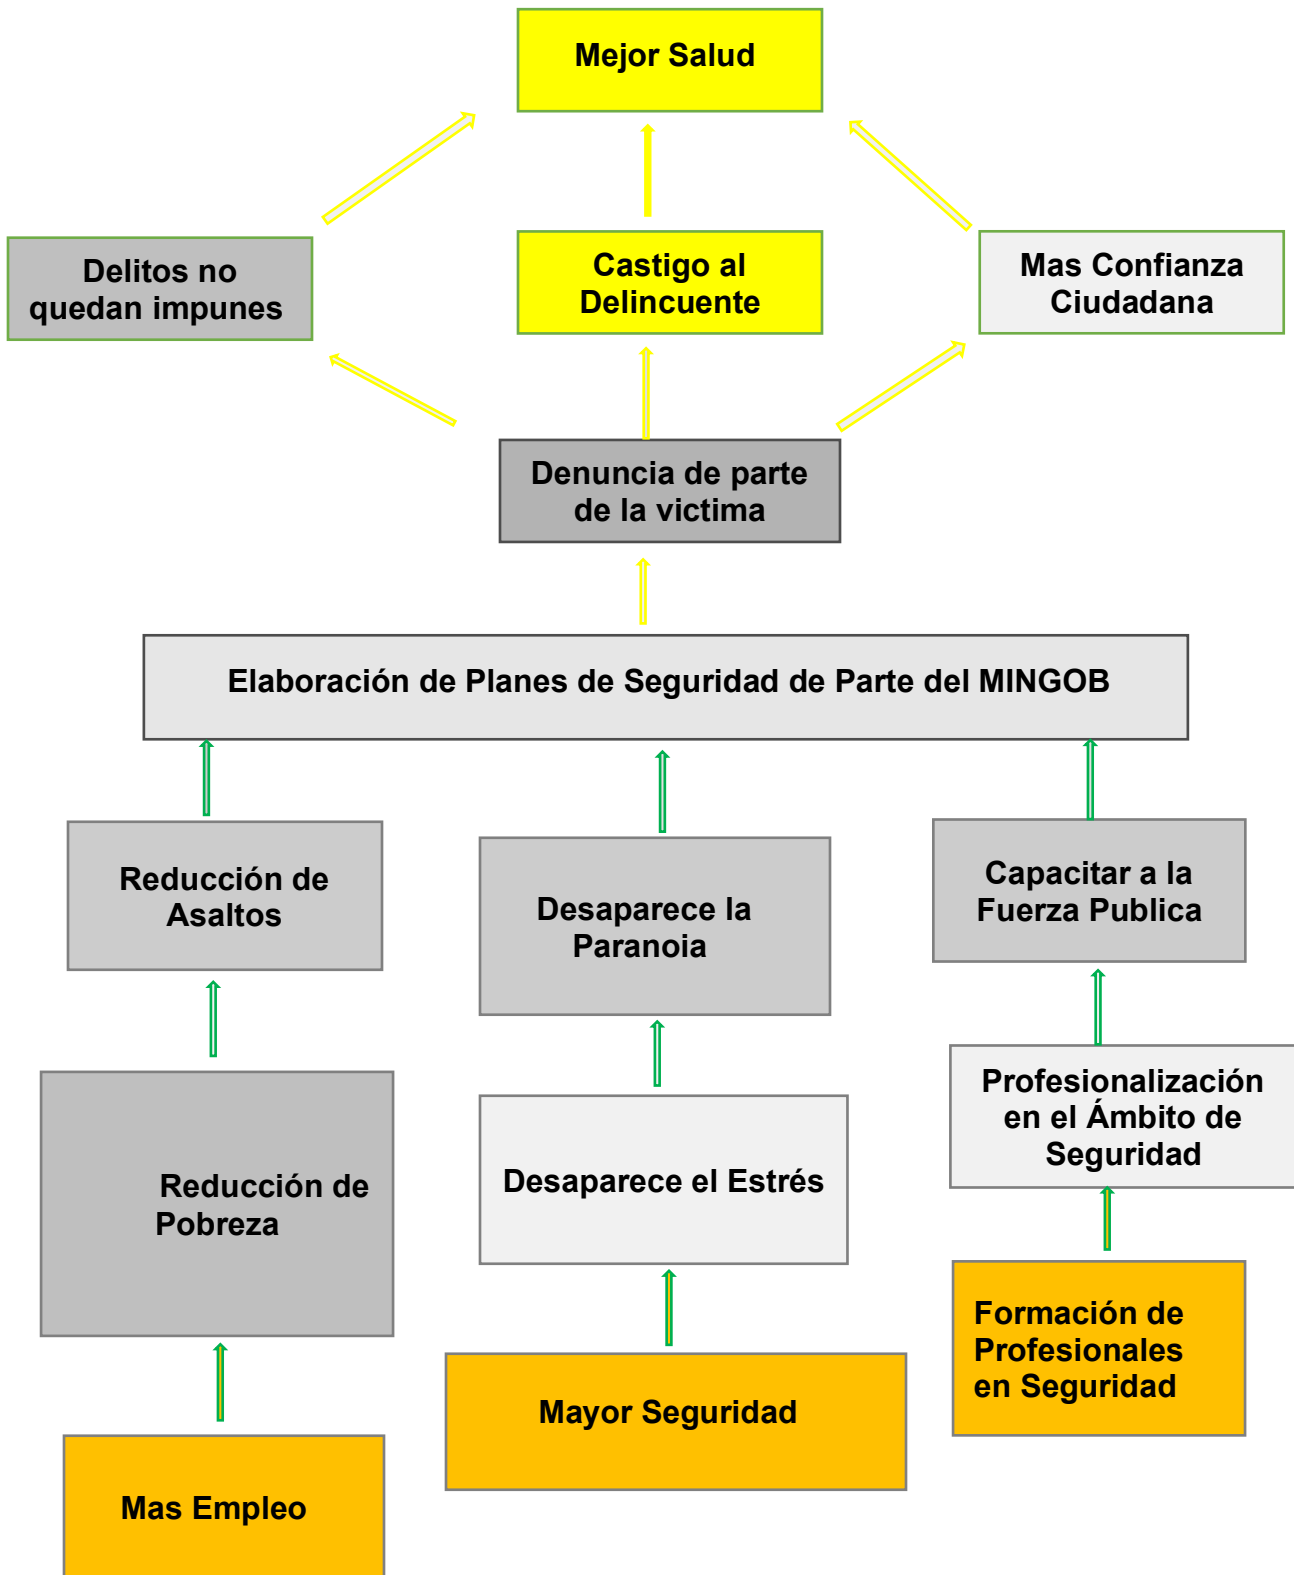 Mejor Salud
Delitos no
quedan impunes
Castigo al
Delincuente
Mas Confianza
Ciudadana
Denuncia de parte
de la victima
Elaboración de Planes de Seguridad de Parte del MINGOB
Reducción de
Asaltos
Desaparece la
Paranoia
Capacitar a la
Fuerza Publica
Reducción de
Pobreza
Desaparece el Estrés
Profesionalización
en el Ámbito de
Seguridad
Mas Empleo
Mayor Seguridad
Formación de
Profesionales
en Seguridad